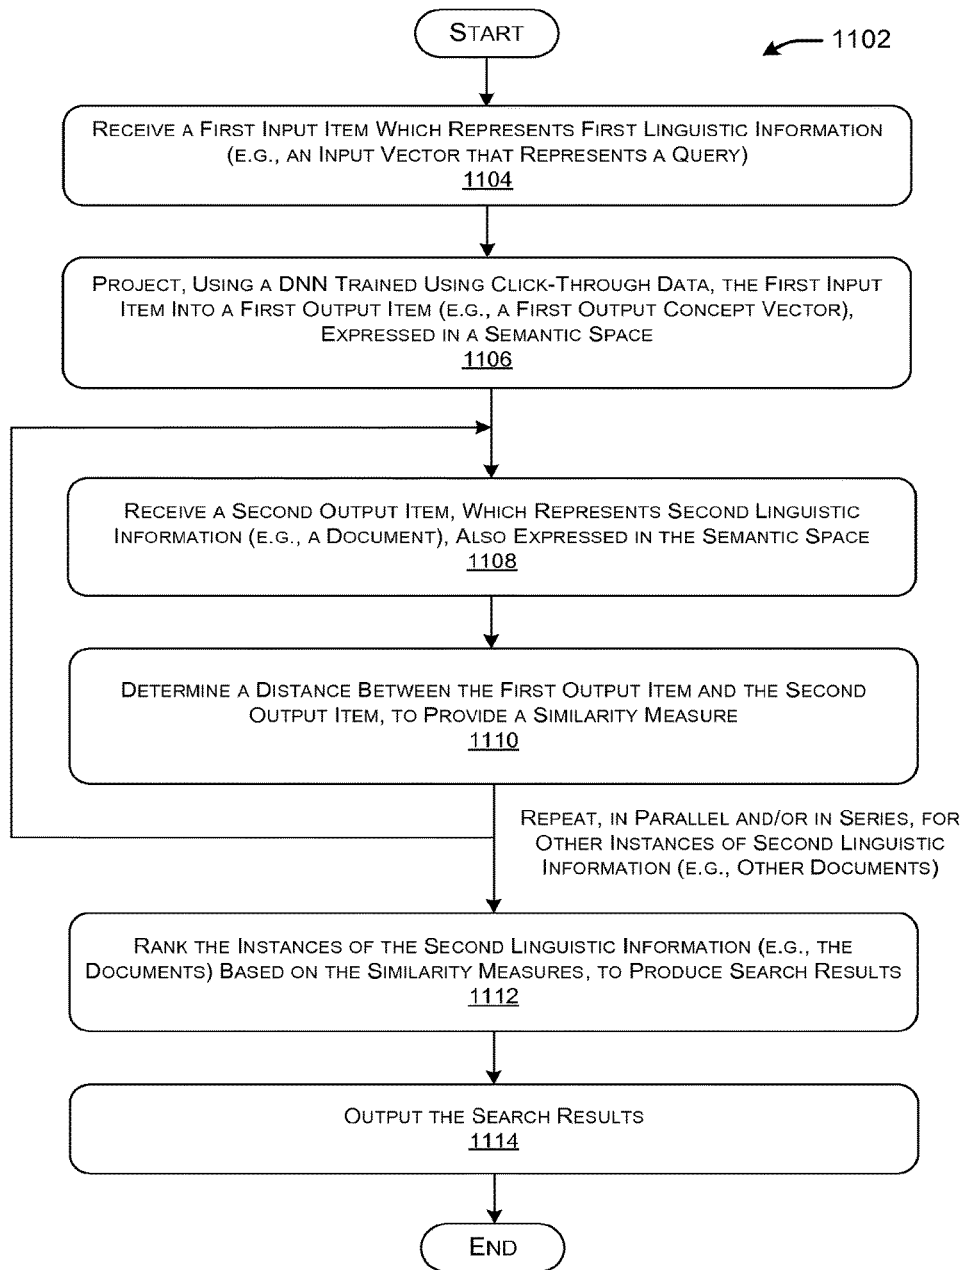 START
1102
RECEIVE A FIRST INPUT ITEM WHICH REPRESENTS FIRST LINGUISTIC INFORMATION
(E.G., AN INPUT VECTOR THAT REPRESENTS A QUERY)
1104
PROJECT, USING A DNN TRAINED USING CLICK-THROUGH DATA, THE FIRST INPUT
ITEM INTO A FIRST OUTPUT ITEM (E.G., A FIRST OUTPUT CONCEPT VECTOR),
EXPRESSED IN A SEMANTIC SPACE
1106
RECEIVE A SECOND OUTPUT ITEM, WHICH REPRESENTS SECOND LINGUISTIC
INFORMATION (E.G., A DOCUMENT), ALSO EXPRESSED IN THE SEMANTIC SPACE
1108
DETERMINE A DISTANCE BETWEEN THE FIRST OUTPUT ITEM AND THE SECOND
OUTPUT ITEM, TO PROVIDE A SIMILARITY MEASURE
1110
REPEAT, IN PARALLEL AND/OR IN SERIES, FOR
OTHER INSTANCES OF SECOND LINGUISTIC
INFORMATION (E.G., OTHER DOCUMENTS)
RANK THE INSTANCES OF THE SECOND LINGUISTIC INFORMATION (E.G., THE
DOCUMENTS) BASED ON THE SIMILARITY MEASURES, TO PRODUCE SEARCH RESULTS
1112
OUTPUT THE SEARCH RESULTS
1114
END